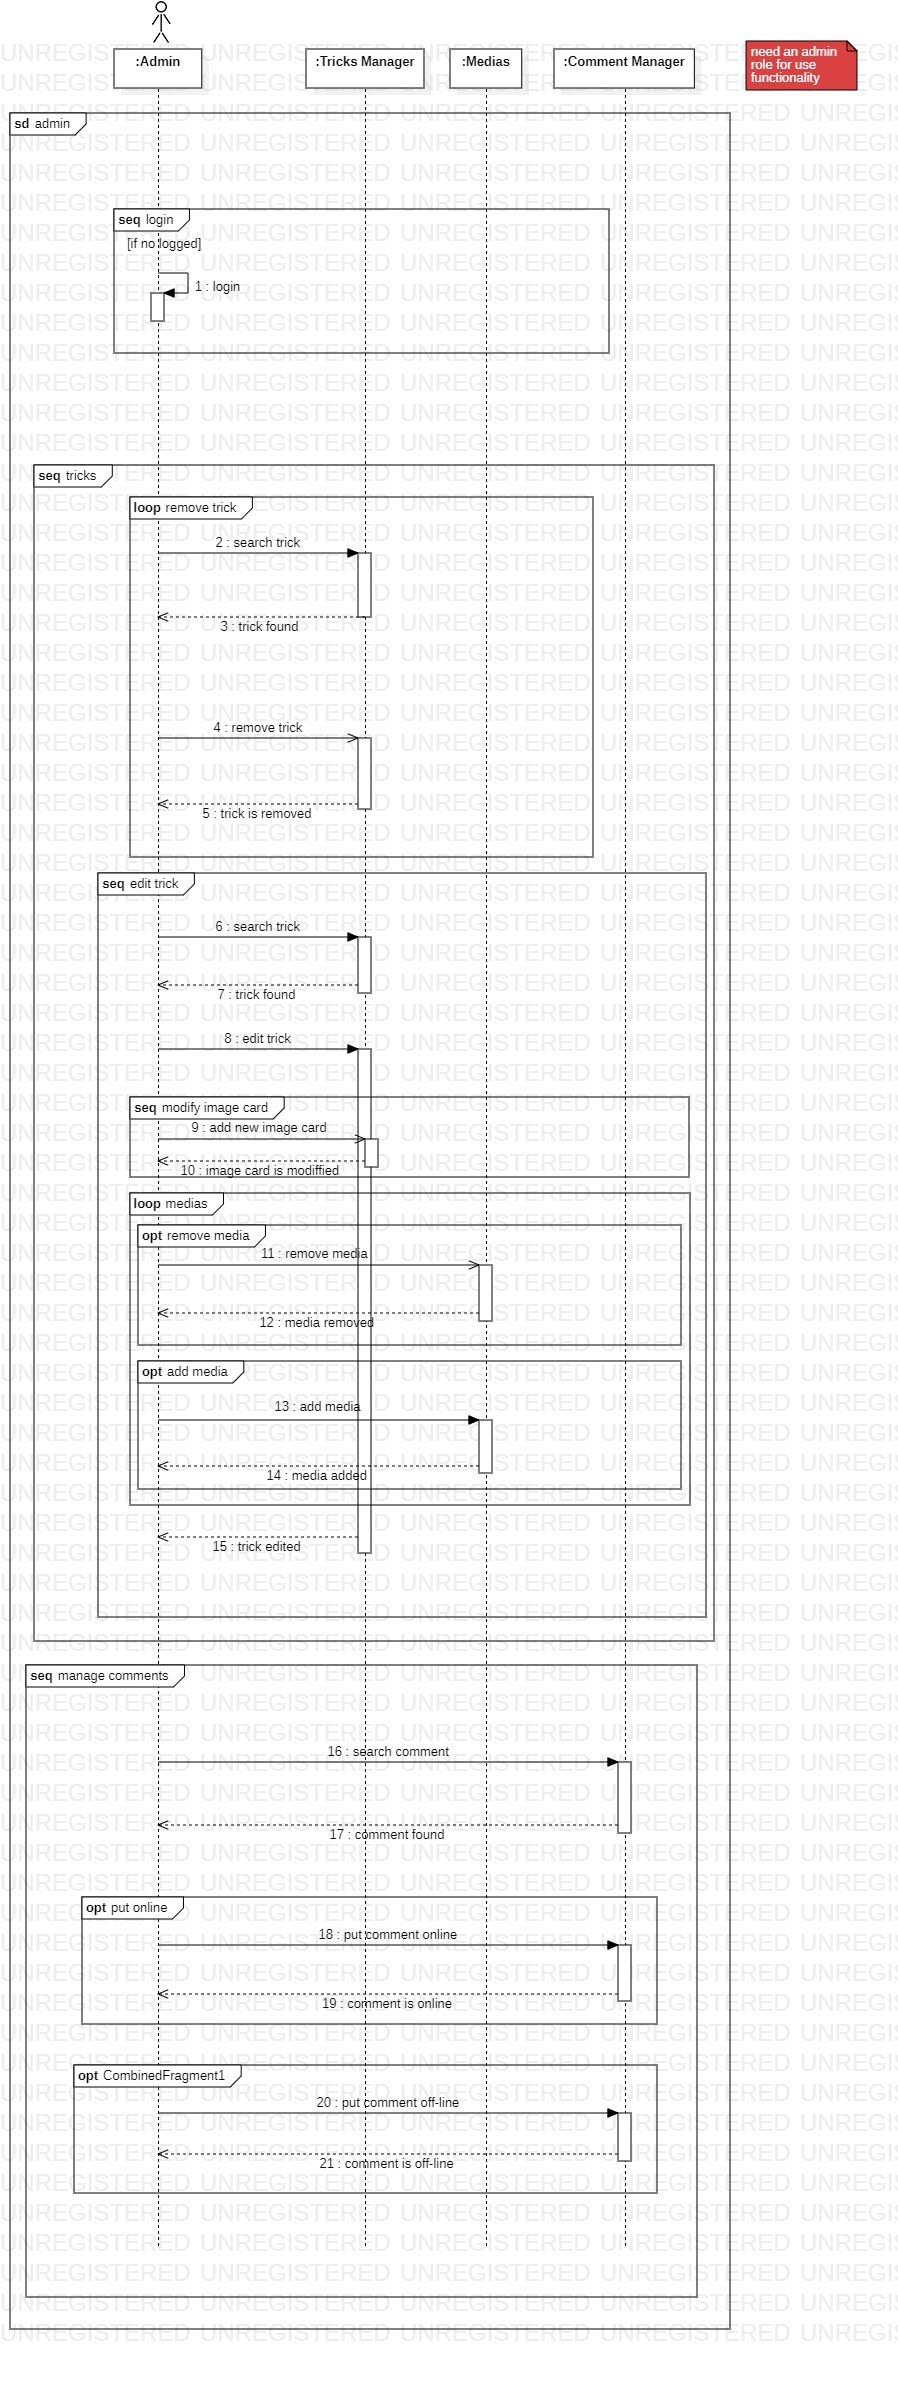 :Admin
:Tricks Manager
:Medias
:Comment Manager
need an admin
role for use
functionality
sd admin
seq login
[if no logged]
1 : login
seq tricks
loop remove trick
2 : search trick
3 : trick found
4 : remove trick
5 : trick is removed
seq edit trick
6 : search trick
7 : trick found
8 : edit trick
seq modify image card
9 : add new image card
10 : image card is modiffied
loop medias
opt remove media
11 : remove media
12 : media removed
opt add media
13 : add media
14 : media added
15 : trick edited
seq manage comments
16 : search comment
17 : comment found
opt put online
18 : put comment online
19 : comment is online
opt CombinedFragment1
20 : put comment off-line
21 : comment is off-line
UNREGISTERED